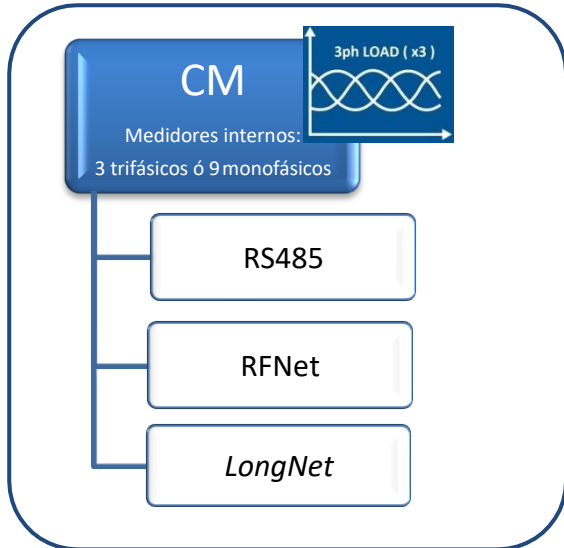 CM
3ph LOAD ( x3 )
Medidores internos:
3 trifásicos ó 9 monofásicos
RS485
RFNet
LongNet